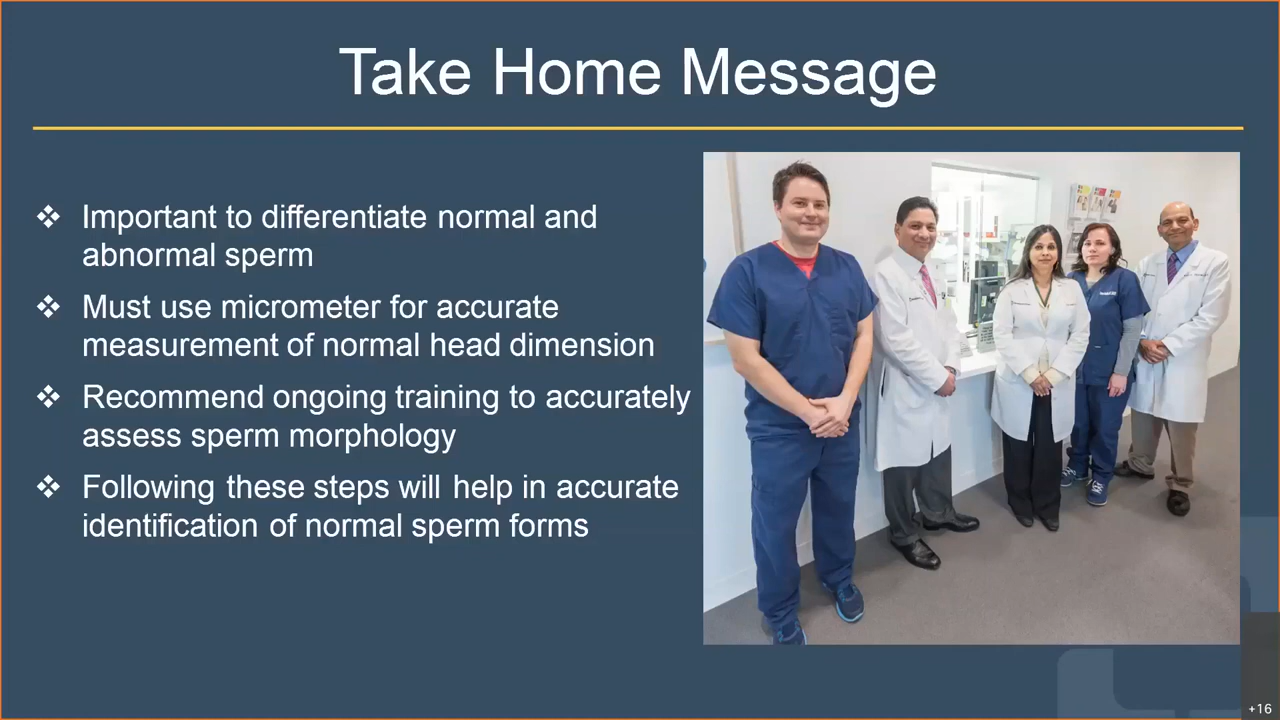 Take Home Message
❖ Important to differentiate normal and
abnormal sperm
❖ Must use micrometer for accurate
measurement of normal head dimension
❖ Recommend ongoing training to accurately
assess sperm morphology
❖ Following these steps will help in accurate
identification of normal sperm forms
+16